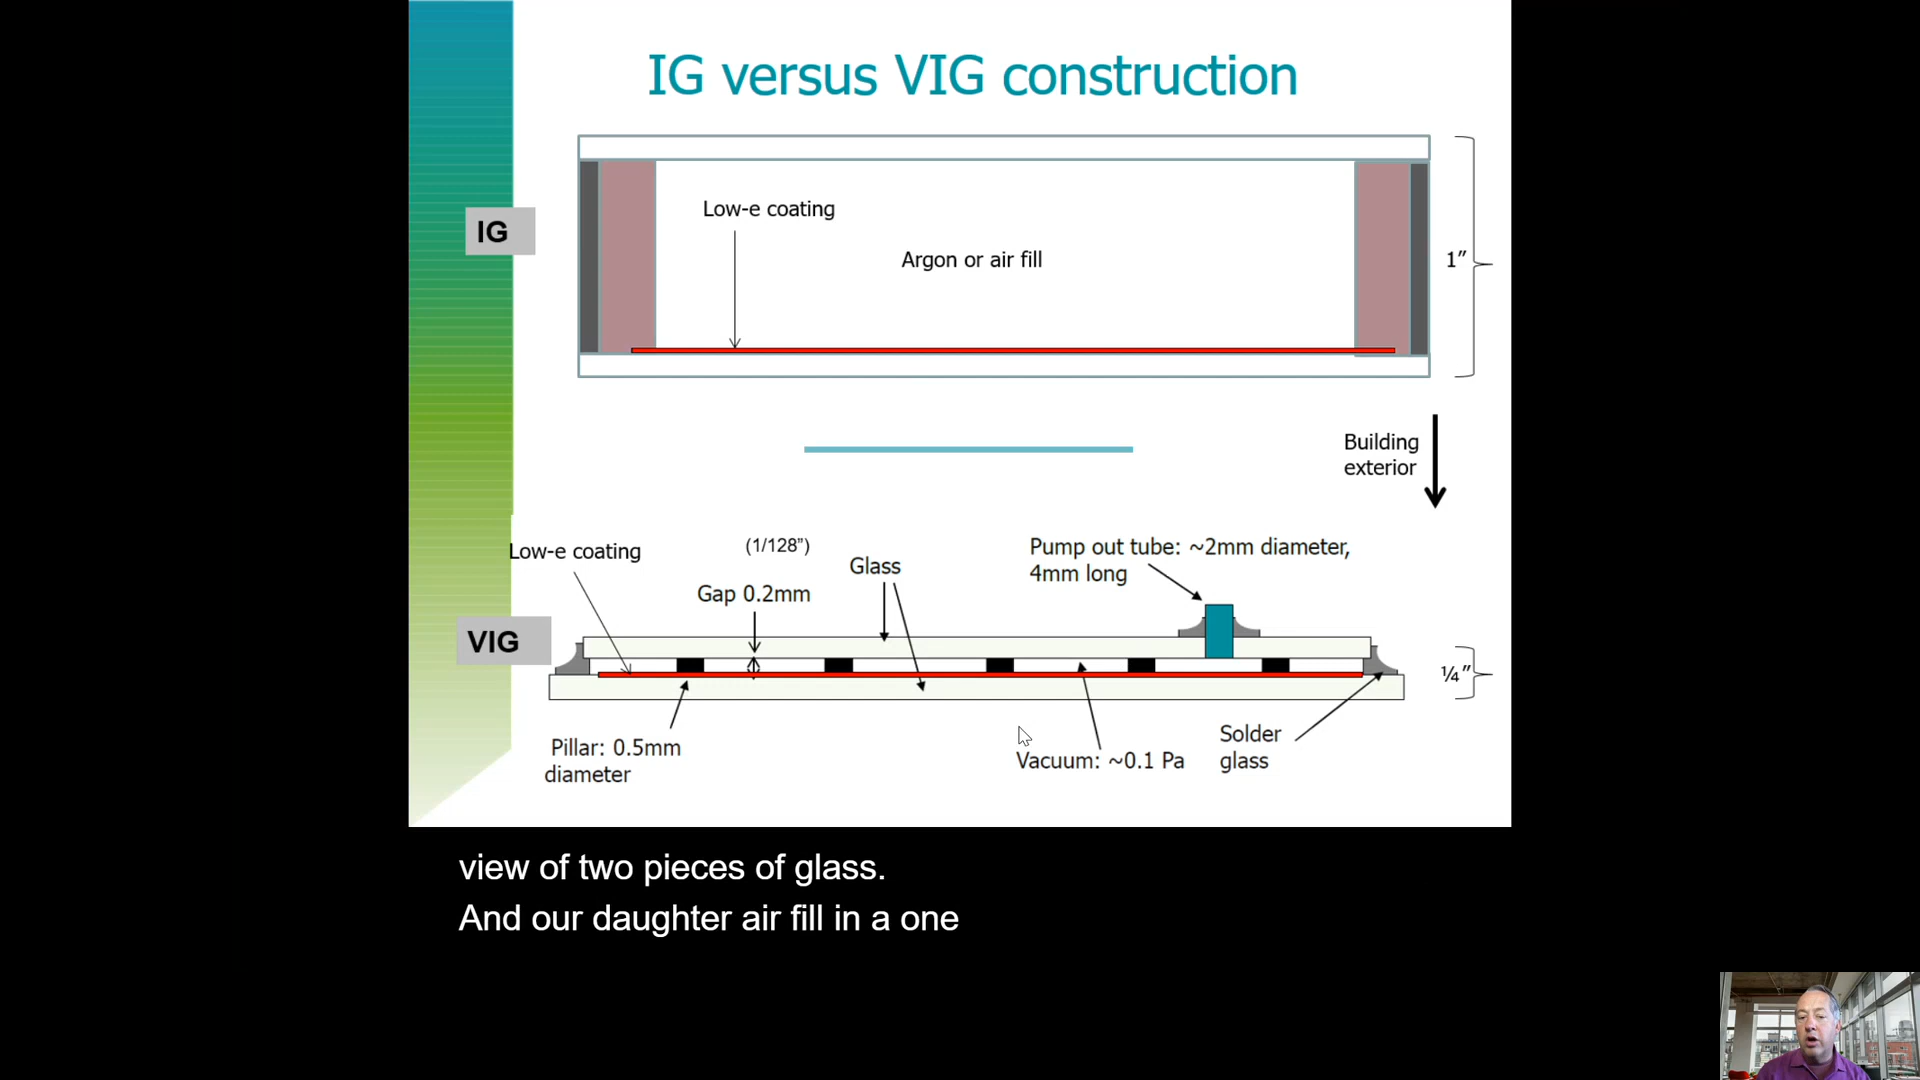 IG versus VIG construction
Low-e coating
IG
Argon or air fill
1”
Building
exterior
Low-e coating
(1/128”)
Glass
Pump out tube: ~2mm diameter,
4mm long
Gap 0.2mm
VIG
¼”
Pillar: 0.5mm
diameter
Vacuum: ~0.1 Pa
Solder
glass
view of two pieces of glass.
And our daughter air fill in a one